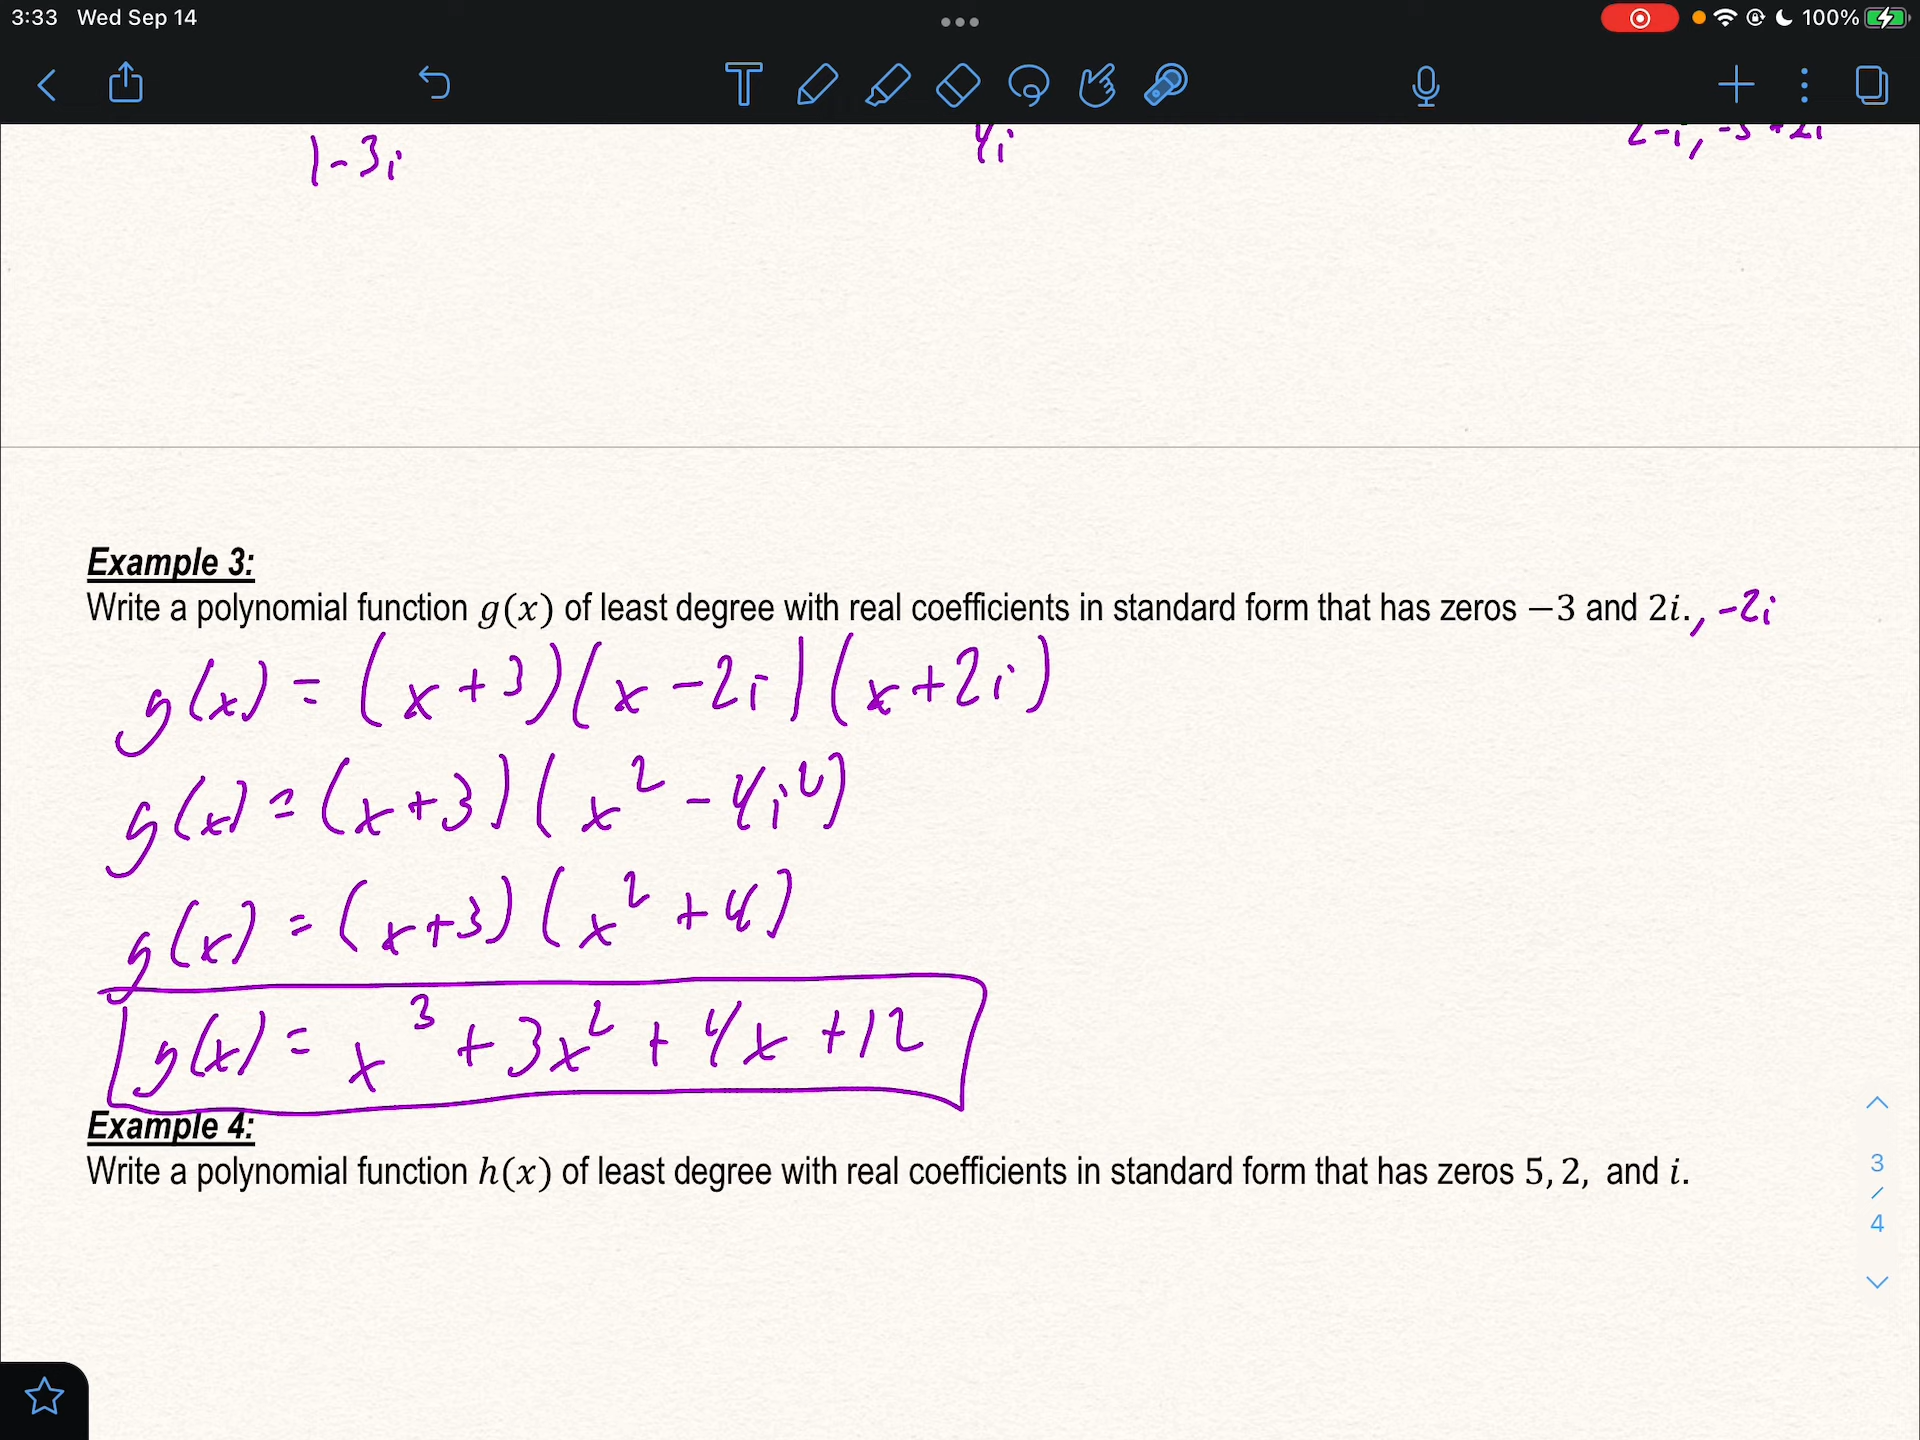 3:33 Wed Sep 14
100%
T
1-3i
4i
2-i, -3+2i
Example 3:
Write a polynomial function g(x) of least degree with real coefficients in standard form that has zeros −3 and 2i., -2i
g(x) = (x+3)(x-2i)(x+2i)
g(x) = (x+3)(x² - 4i²)
g(x) = (x+3)(x² + 4)
g(x) = x³ + 3x² + 4x + 12
Example 4:
Write a polynomial function h(x) of least degree with real coefficients in standard form that has zeros 5, 2, and i.
3
/
4